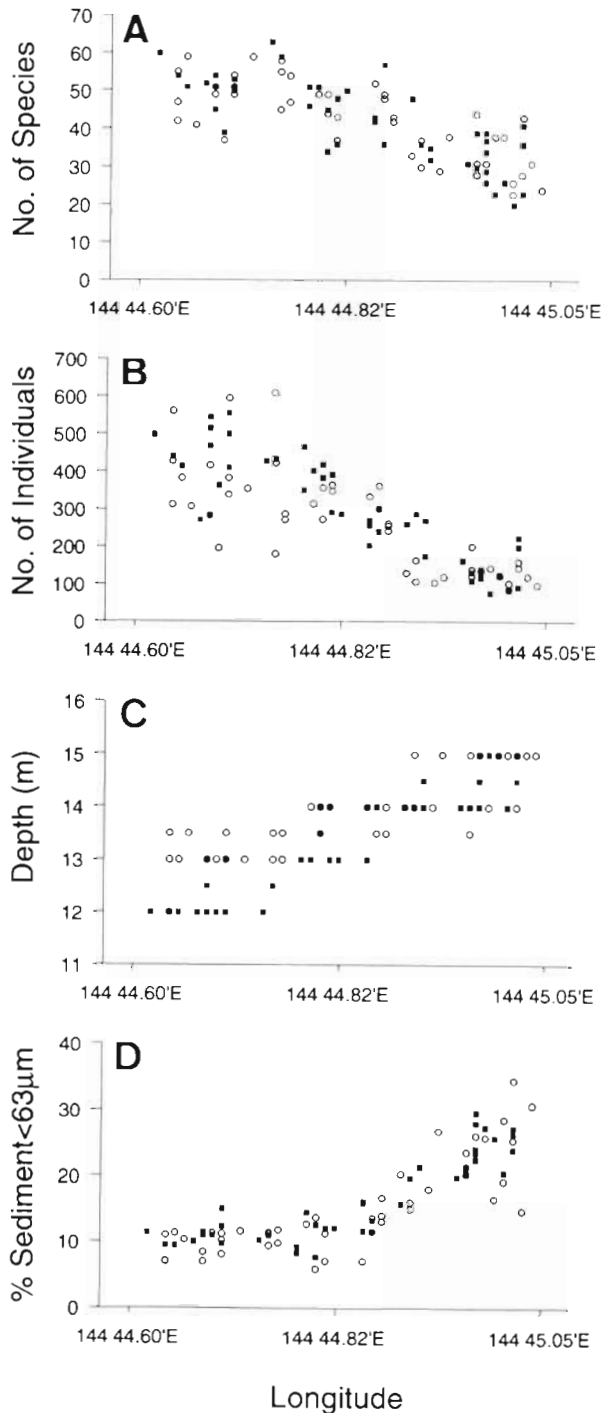 A
No. of Species
70
60
50
40
30
20
10
0
144 44.60'E 144 44.82'E 144 45.05'E
B
No. of Individuals
700
600
500
400
300
200
100
0
144 44.60'E 144 44.82'E 144 45.05'E
C
Depth (m)
16
15
14
13
12
11
144 44.60'E 144 44.82'E 144 45.05'E
D
% Sediment<63µm
40
30
20
10
0
144 44.60'E 144 44.82'E 144 45.05'E
Longitude